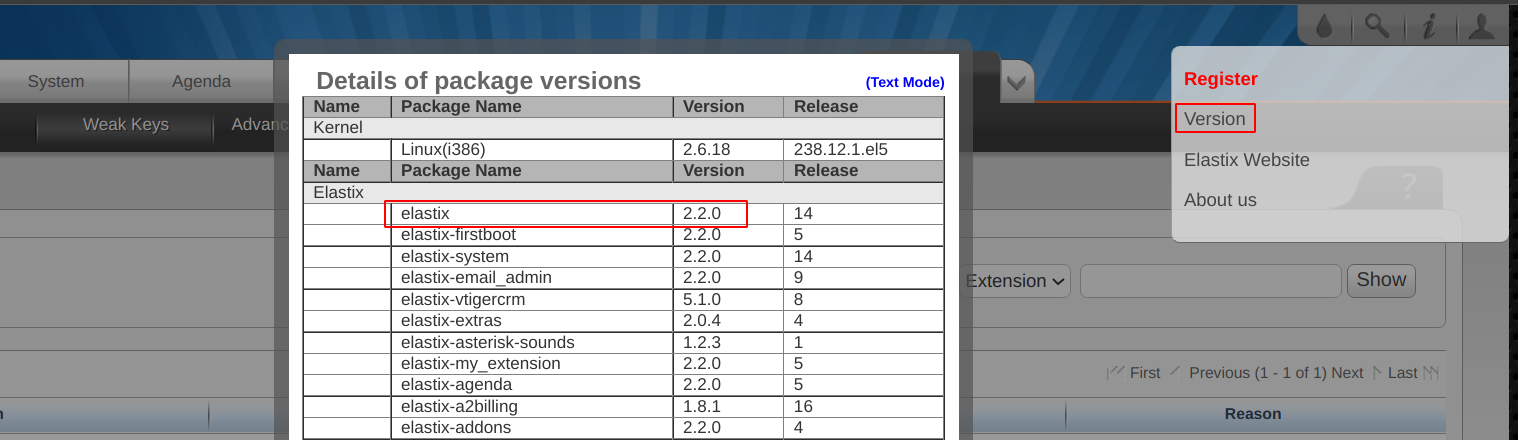 System Agenda
Weak Keys Advanc
Register
Version
Elastix Website
About us
?
Details of package versions (Text Mode)
Name Package Name Version Release
Kernel
Linux(i386) 2.6.18 238.12.1.el5
Name Package Name Version Release
Elastix
elastix 2.2.0 14
elastix-firstboot 2.2.0 5
elastix-system 2.2.0 14
elastix-email_admin 2.2.0 9
elastix-vtigercrm 5.1.0 8
elastix-extras 2.0.4 4
elastix-asterisk-sounds 1.2.3 1
elastix-my_extension 2.2.0 5
elastix-agenda 2.2.0 5
elastix-a2billing 1.8.1 16
elastix-addons 2.2.0 4
Extension Show
First Previous (1 - 1 of 1) Next Last
Reason